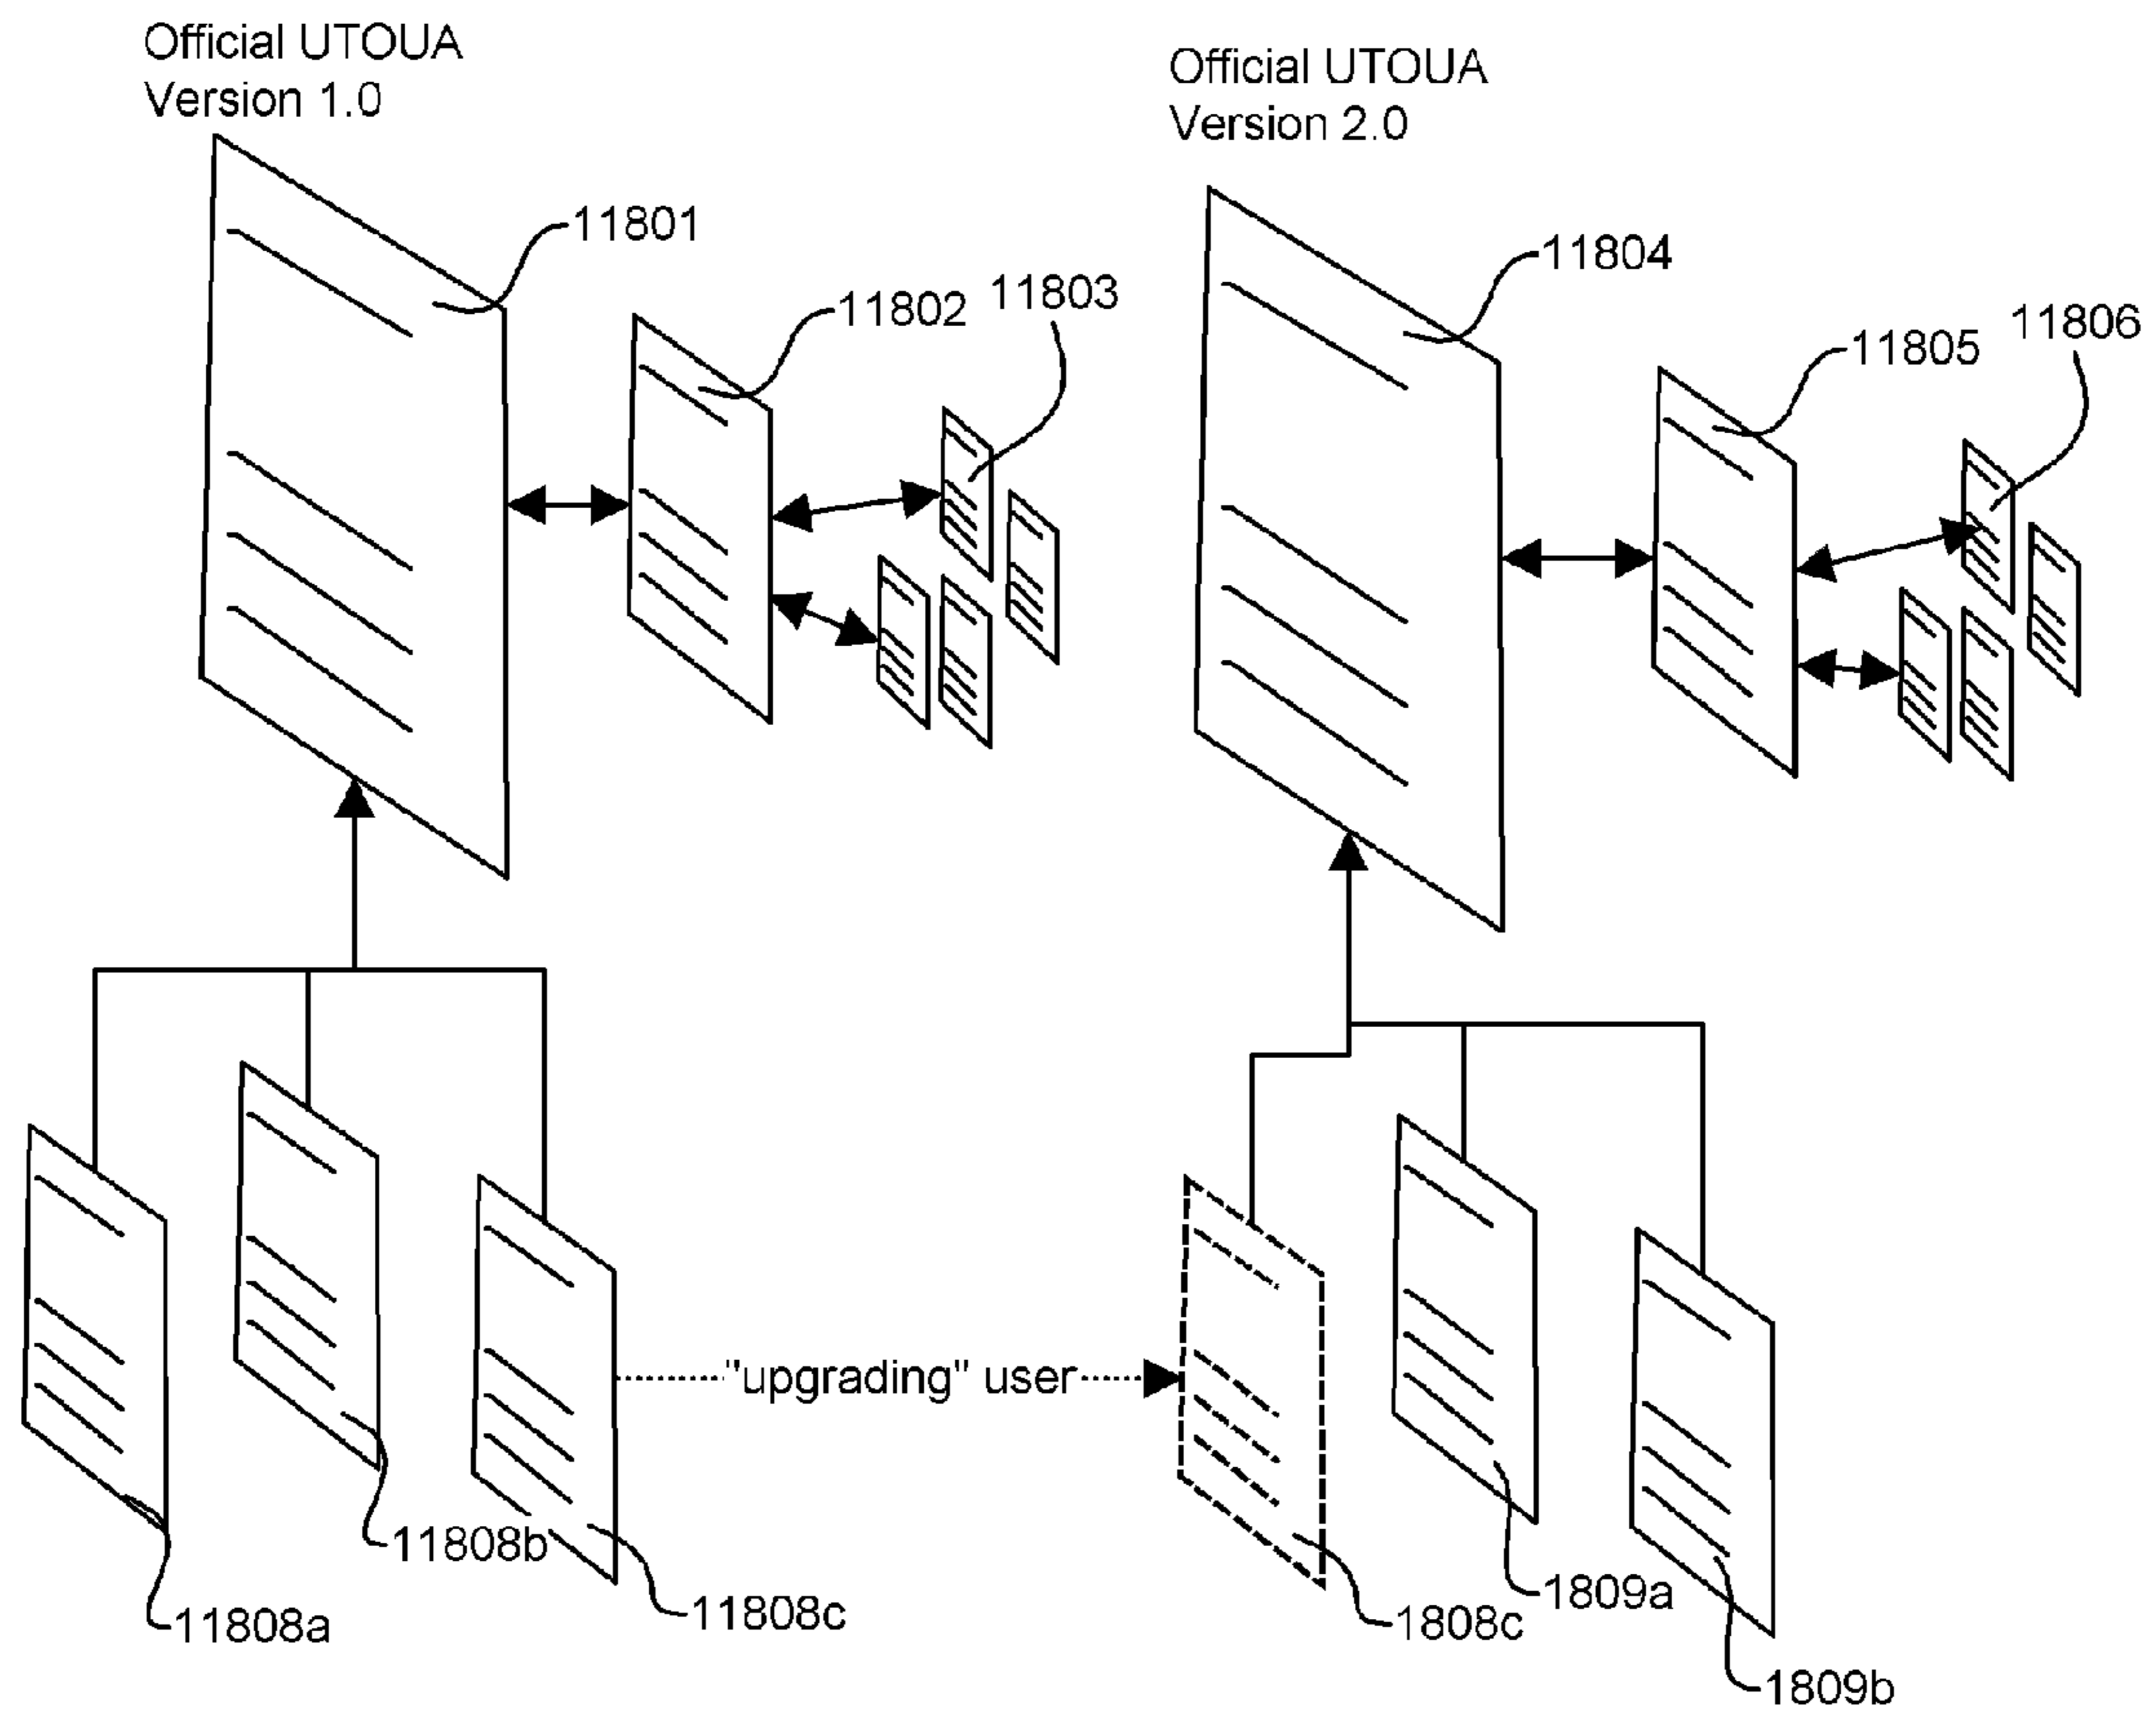 Official UTOUA
Version 1.0
Official UTOUA
Version 2.0
11801
11802
11803
11804
11805
11806
"upgrading" user
11808a
11808b
11808c
1808c
1809a
1809b